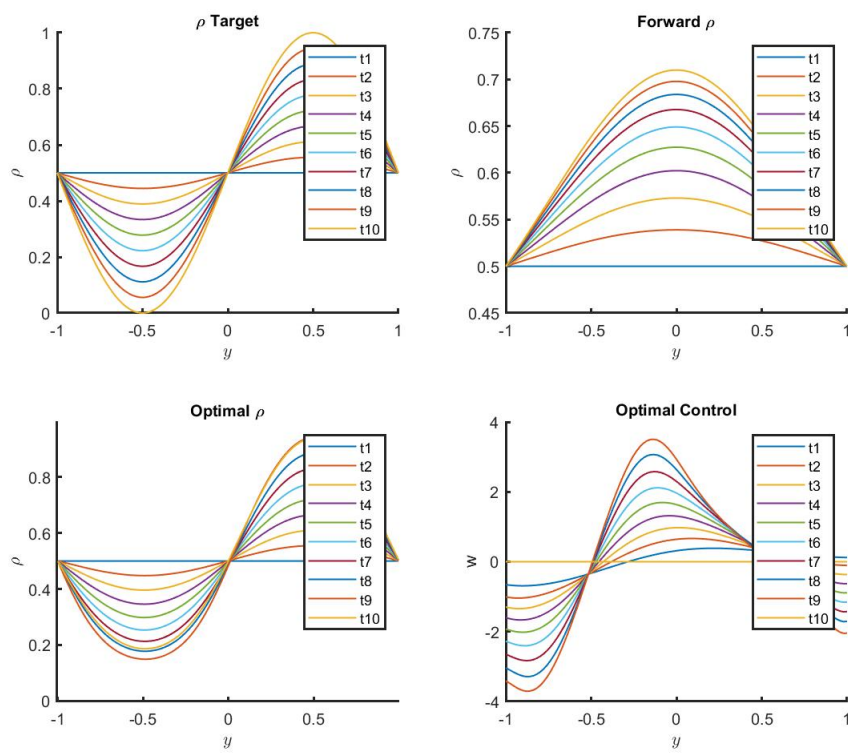 ρ Target
1
0.8
0.6
ρ
0.4
0.2
0
-1
-0.5
0
0.5
1
y
t1
t2
t3
t4
t5
t6
t7
t8
t9
t10
Forward ρ
0.75
0.7
0.65
0.6
ρ
0.55
0.5
0.45
-1
-0.5
0
0.5
1
y
t1
t2
t3
t4
t5
t6
t7
t8
t9
t10
Optimal ρ
0.8
0.6
ρ
0.4
0.2
0
-1
-0.5
0
0.5
1
y
t1
t2
t3
t4
t5
t6
t7
t8
t9
t10
Optimal Control
4
2
w
0
-2
-4
-1
-0.5
0
0.5
1
y
t1
t2
t3
t4
t5
t6
t7
t8
t9
t10